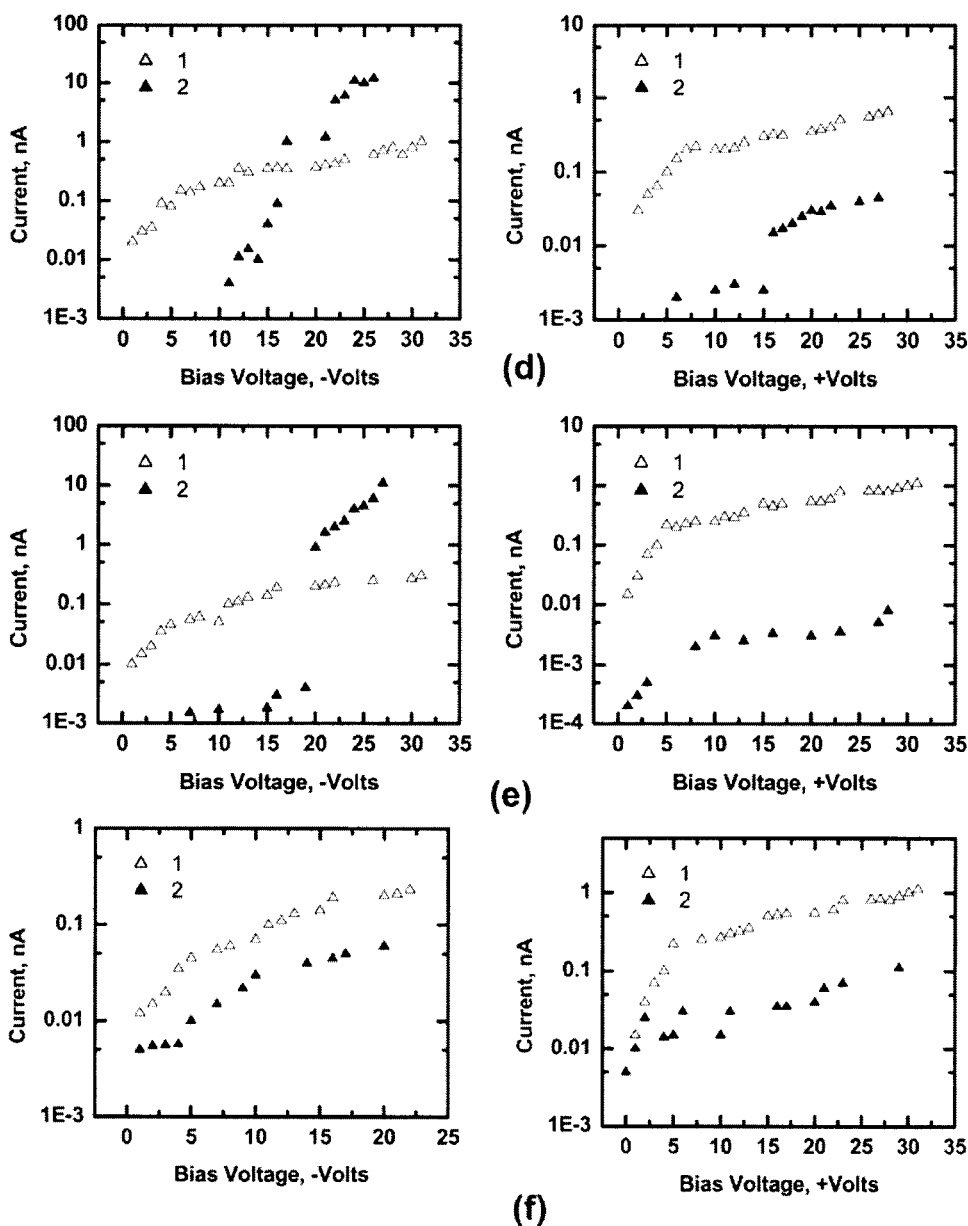 100
10
1
0.1
0.01
1E-3
Current, nA
1
2
0 5 10 15 20 25 30 35
Bias Voltage, -Volts
10
1
0.1
0.01
1E-3
Current, nA
1
2
0 5 10 15 20 25 30 35
Bias Voltage, +Volts
(d)
100
10
1
0.1
0.01
1E-3
Current, nA
1
2
0 5 10 15 20 25 30 35
Bias Voltage, -Volts
10
1
0.1
0.01
1E-3
1E-4
Current, nA
1
2
0 5 10 15 20 25 30 35
Bias Voltage, +Volts
(e)
1
0.1
0.01
1E-3
Current, nA
1
2
0 5 10 15 20 25
Bias Voltage, -Volts
1
0.1
0.01
1E-3
Current, nA
1
2
0 5 10 15 20 25 30 35
Bias Voltage, +Volts
(f)